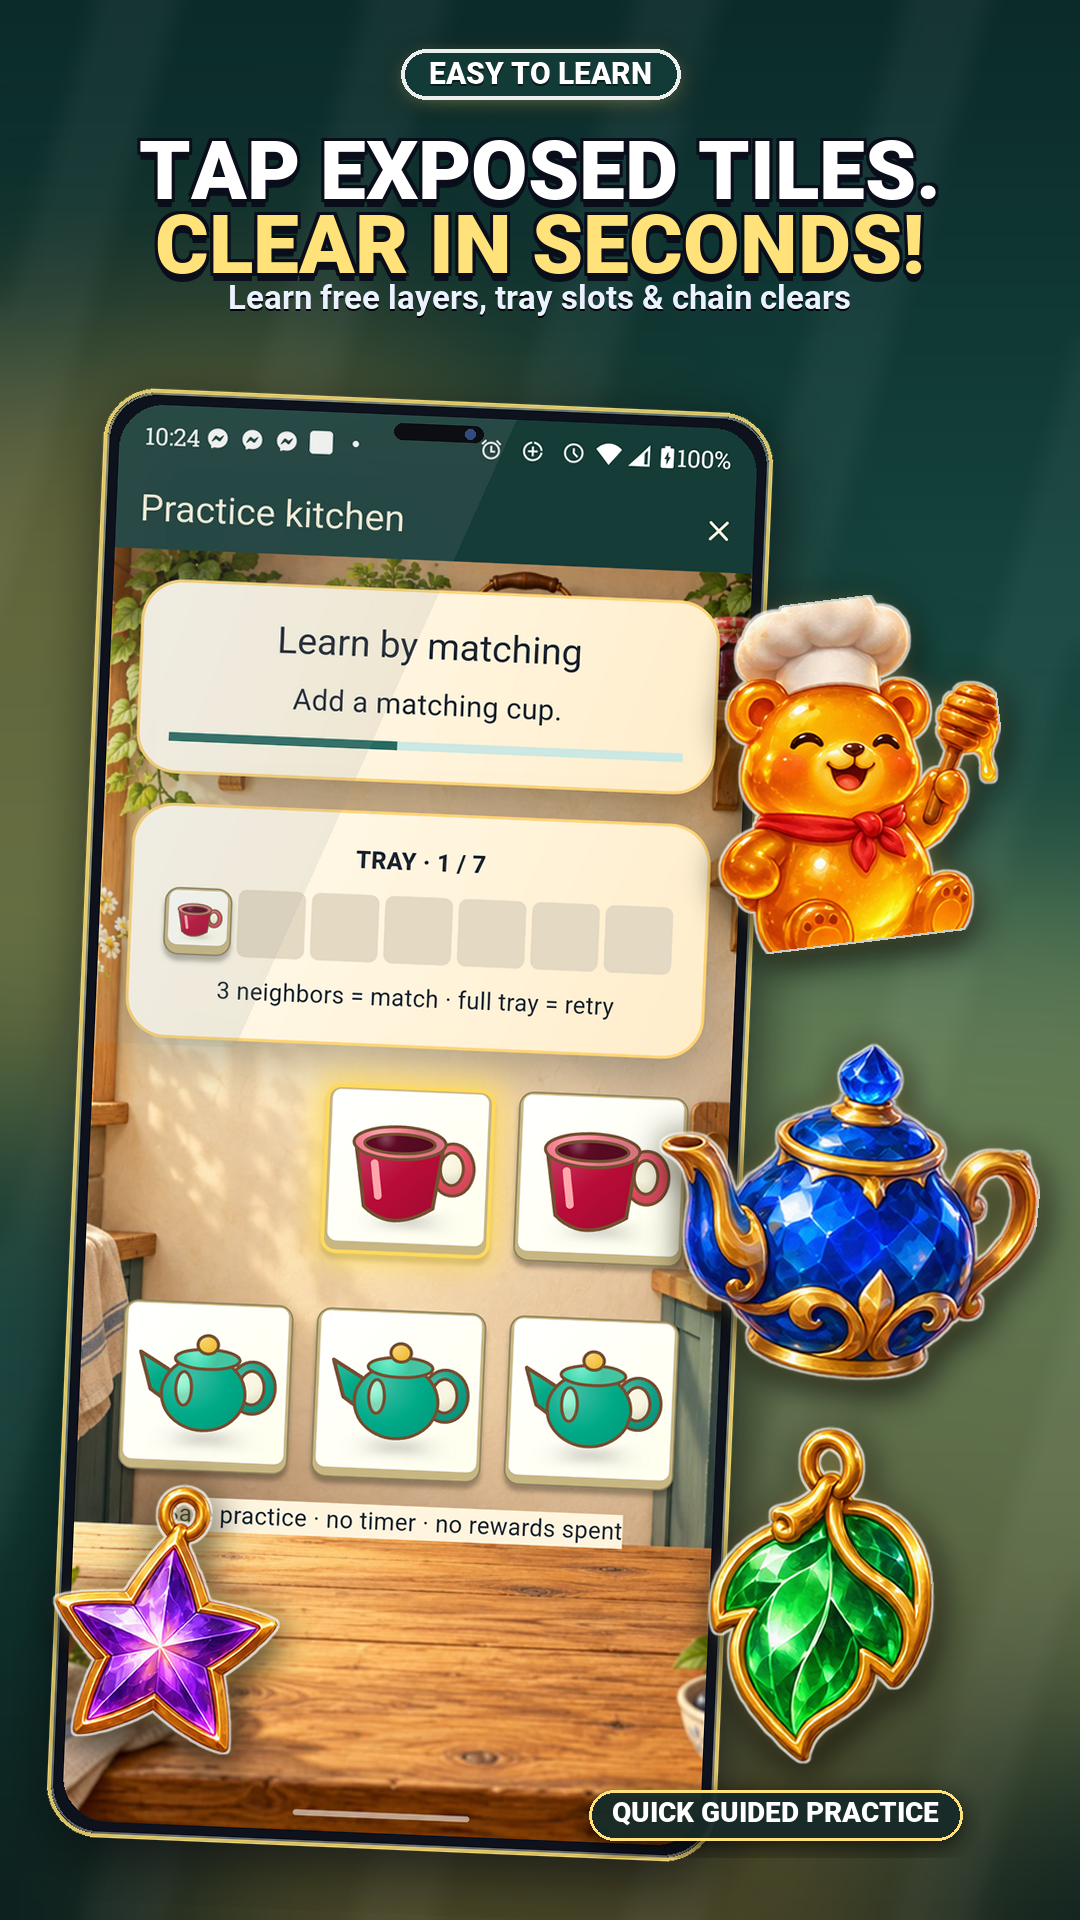 EASY TO LEARN
TAP EXPOSED TILES.
CLEAR IN SECONDS!
Learn free layers, tray slots & chain clears
10:24
100%
Practice kitchen
Learn by matching
Add a matching cup.
TRAY · 1 / 7
3 neighbors = match · full tray = retry
practice · no timer · no rewards spent
QUICK GUIDED PRACTICE